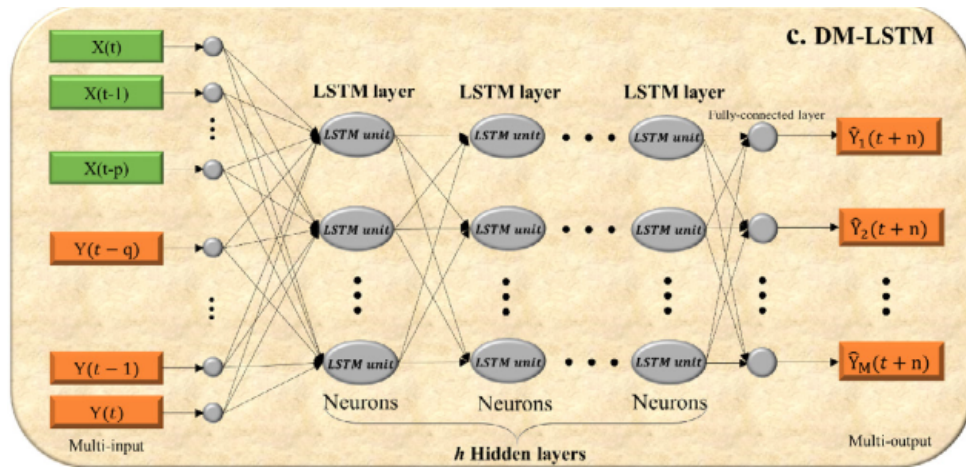 c. DM-LSTM
X(t)
X(t-1)
X(t-p)
Y(t − q)
Y(t − 1)
Y(t)
Multi-input
LSTM layer LSTM layer LSTM layer
Fully-connected layer
LSTM unit LSTM unit LSTM unit
LSTM unit LSTM unit LSTM unit
LSTM unit LSTM unit LSTM unit
Neurons Neurons Neurons
h Hidden layers
Ŷ₁(t + n)
Ŷ₂(t + n)
Ŷ_M(t + n)
Multi-output